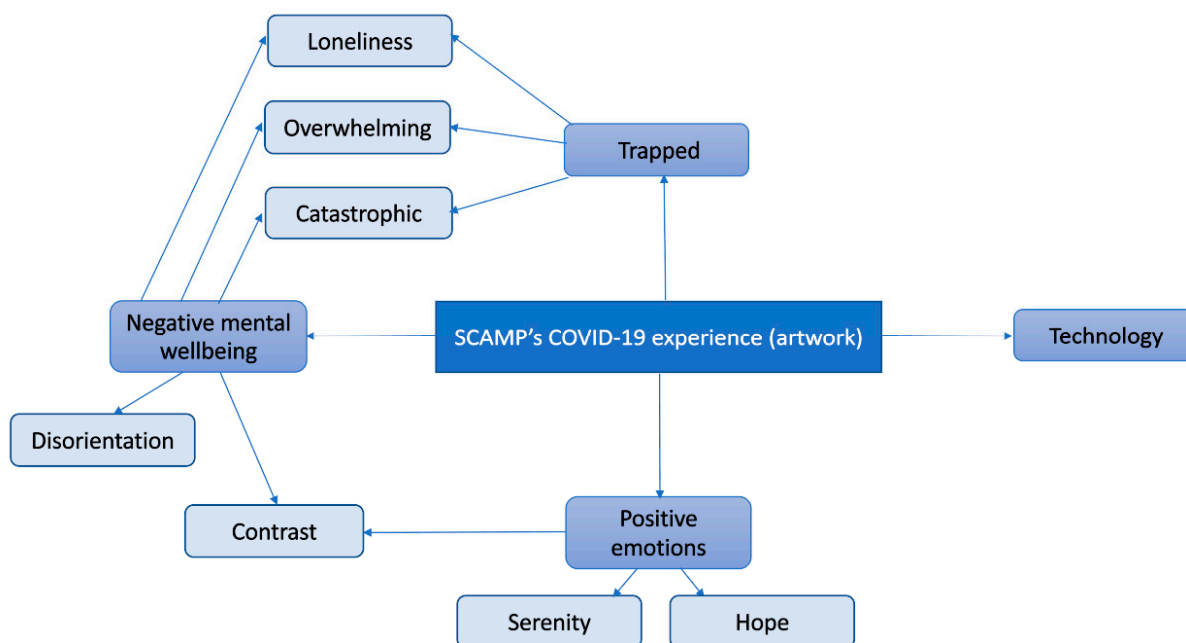 Loneliness
Overwhelming
Trapped
Catastrophic
Negative mental
wellbeing
SCAMP’s COVID-19 experience (artwork)
Technology
Disorientation
Contrast
Positive
emotions
Serenity
Hope